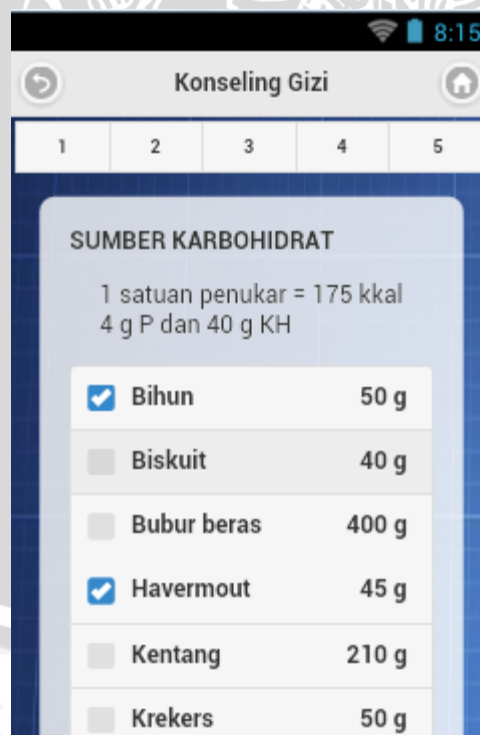 8:15
Konseling Gizi
1 2 3 4 5
SUMBER KARBOHIDRAT
1 satuan penukar = 175 kkal
4 g P dan 40 g KH
Bihun 50 g
Biskuit 40 g
Bubur beras 400 g
Havermout 45 g
Kentang 210 g
Krekers 50 g